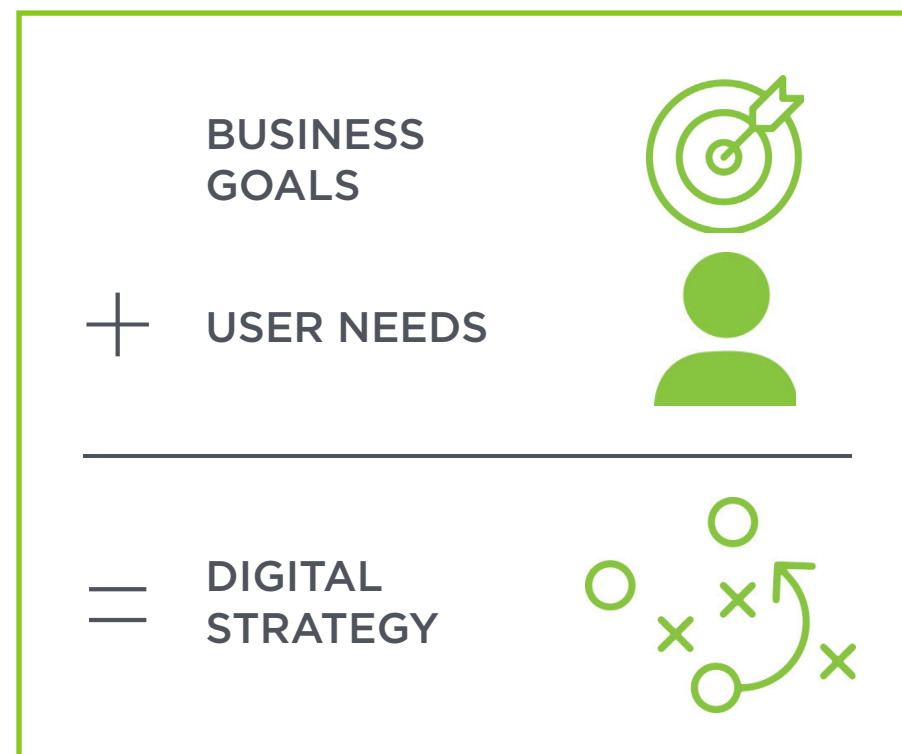 BUSINESS
GOALS
+ USER NEEDS
= DIGITAL
STRATEGY